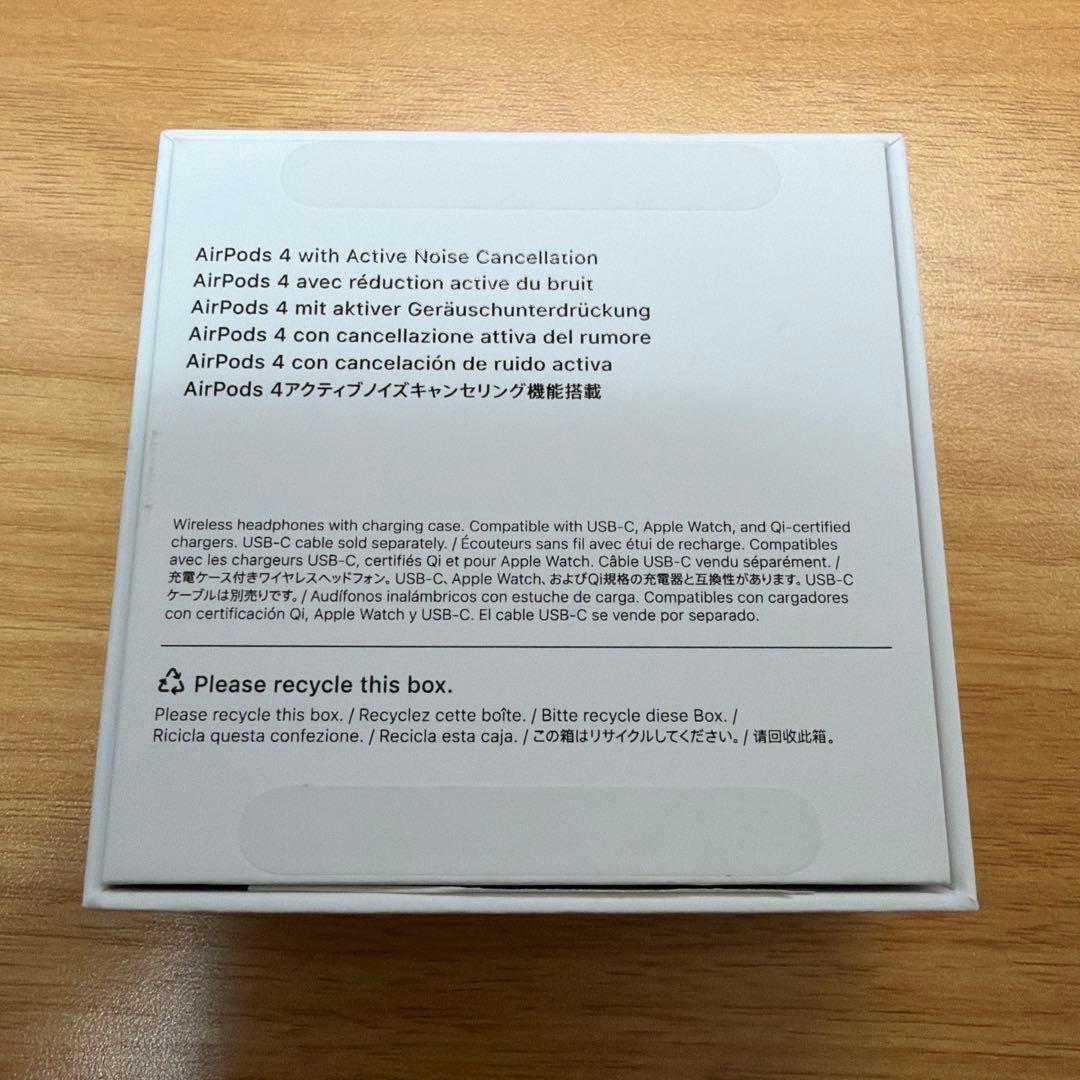 AirPods 4 with Active Noise Cancellation
AirPods 4 avec réduction active du bruit
AirPods 4 mit aktiver Geräuschunterdrückung
AirPods 4 con cancellazione attiva del rumore
AirPods 4 con cancelación de ruido activa
AirPods 4アクティブノイズキャンセリング機能搭載
Wireless headphones with charging case. Compatible with USB-C, Apple Watch, and Qi-certified
chargers. USB-C cable sold separately. / Écouteurs sans fil avec étui de recharge. Compatibles
avec les chargeurs USB-C, certifiés Qi et pour Apple Watch. Câble USB-C vendu séparément. /
充電ケース付きワイヤレスヘッドフォン。USB-C、Apple Watch、およびQi規格の充電器と互換性があります。USB-C
ケーブルは別売りです。/ Audífonos inalámbricos con estuche de carga. Compatibles con cargadores
con certificación Qi, Apple Watch y USB-C. El cable USB-C se vende por separado.
Please recycle this box.
Please recycle this box. / Recyclez cette boîte. / Bitte recycle diese Box. /
Ricicla questa confezione. / Recicla esta caja. / この箱はリサイクルしてください。/ 请回收此箱。